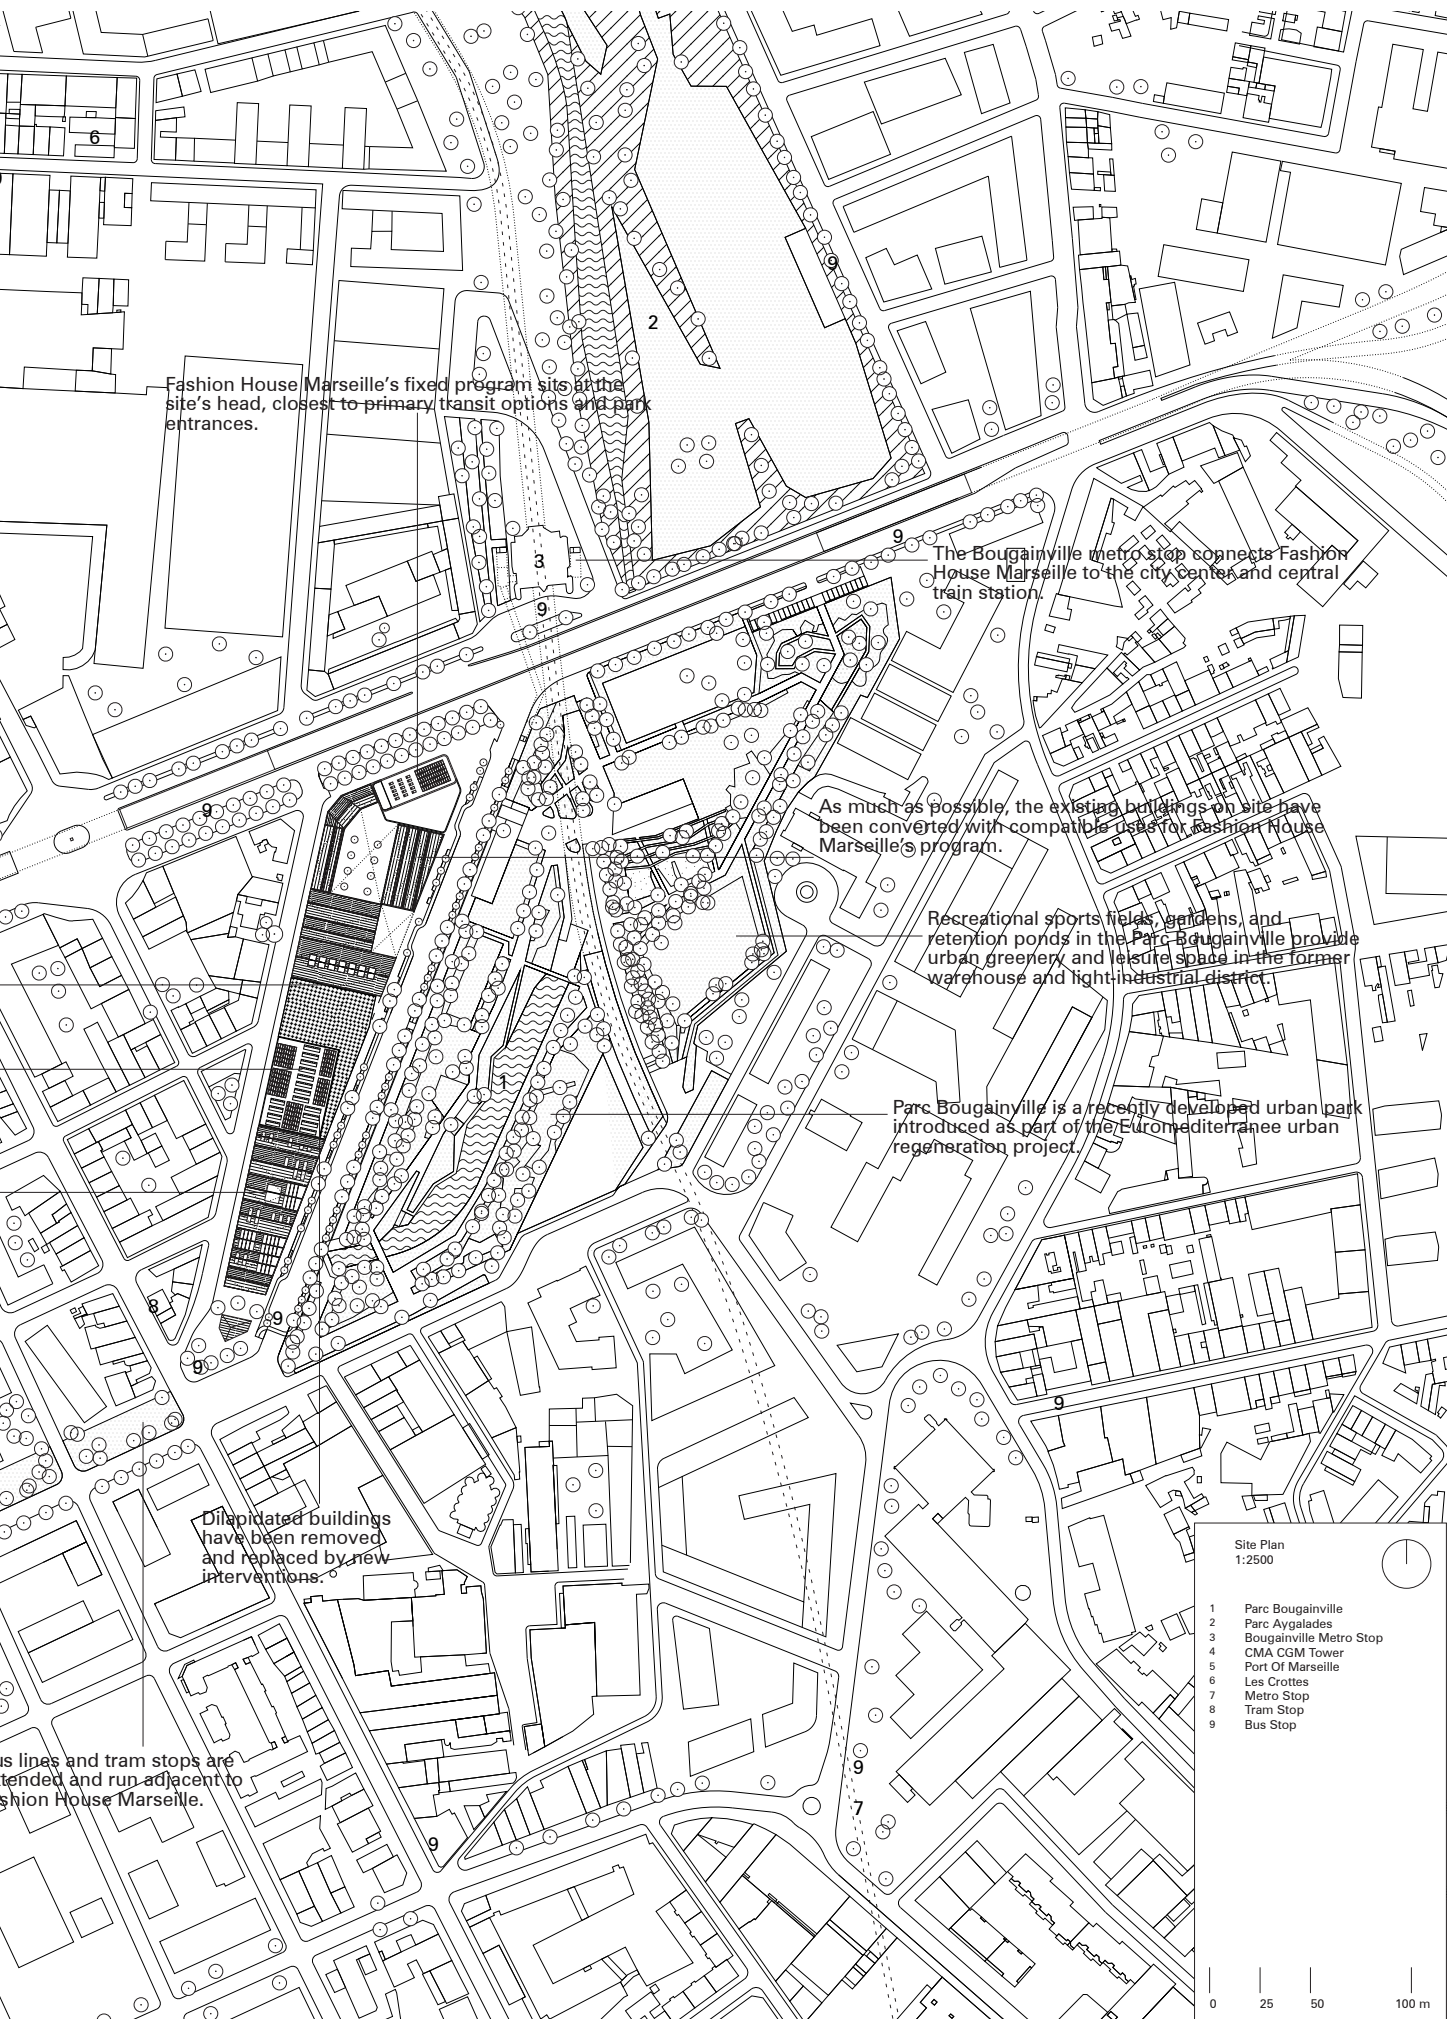 6
9
2
Fashion House Marseille's fixed program sits at the
site's head, closest to primary transit options and park
entrances.
9
3
The Bougainville metro stop connects Fashion
House Marseille to the city center and central
train station.
9
9
As much as possible, the existing buildings on site have
been converted with compatible uses for Fashion House
Marseille's program.
Recreational sports fields, gardens, and
retention ponds in the Parc Bougainville provide
urban greenery and leisure space in the former
warehouse and light-industrial district.
1
Parc Bougainville is a recently developed urban park
introduced as part of the Euromediterranee urban
regeneration project.
8
9
9
9
Dilapidated buildings
have been removed
and replaced by new
interventions.
us lines and tram stops are
tended and run adjacent to
shion House Marseille.
9
7
9
Site Plan
1:2500
1 Parc Bougainville
2 Parc Aygalades
3 Bougainville Metro Stop
4 CMA CGM Tower
5 Port Of Marseille
6 Les Crottes
7 Metro Stop
8 Tram Stop
9 Bus Stop
0 25 50 100 m